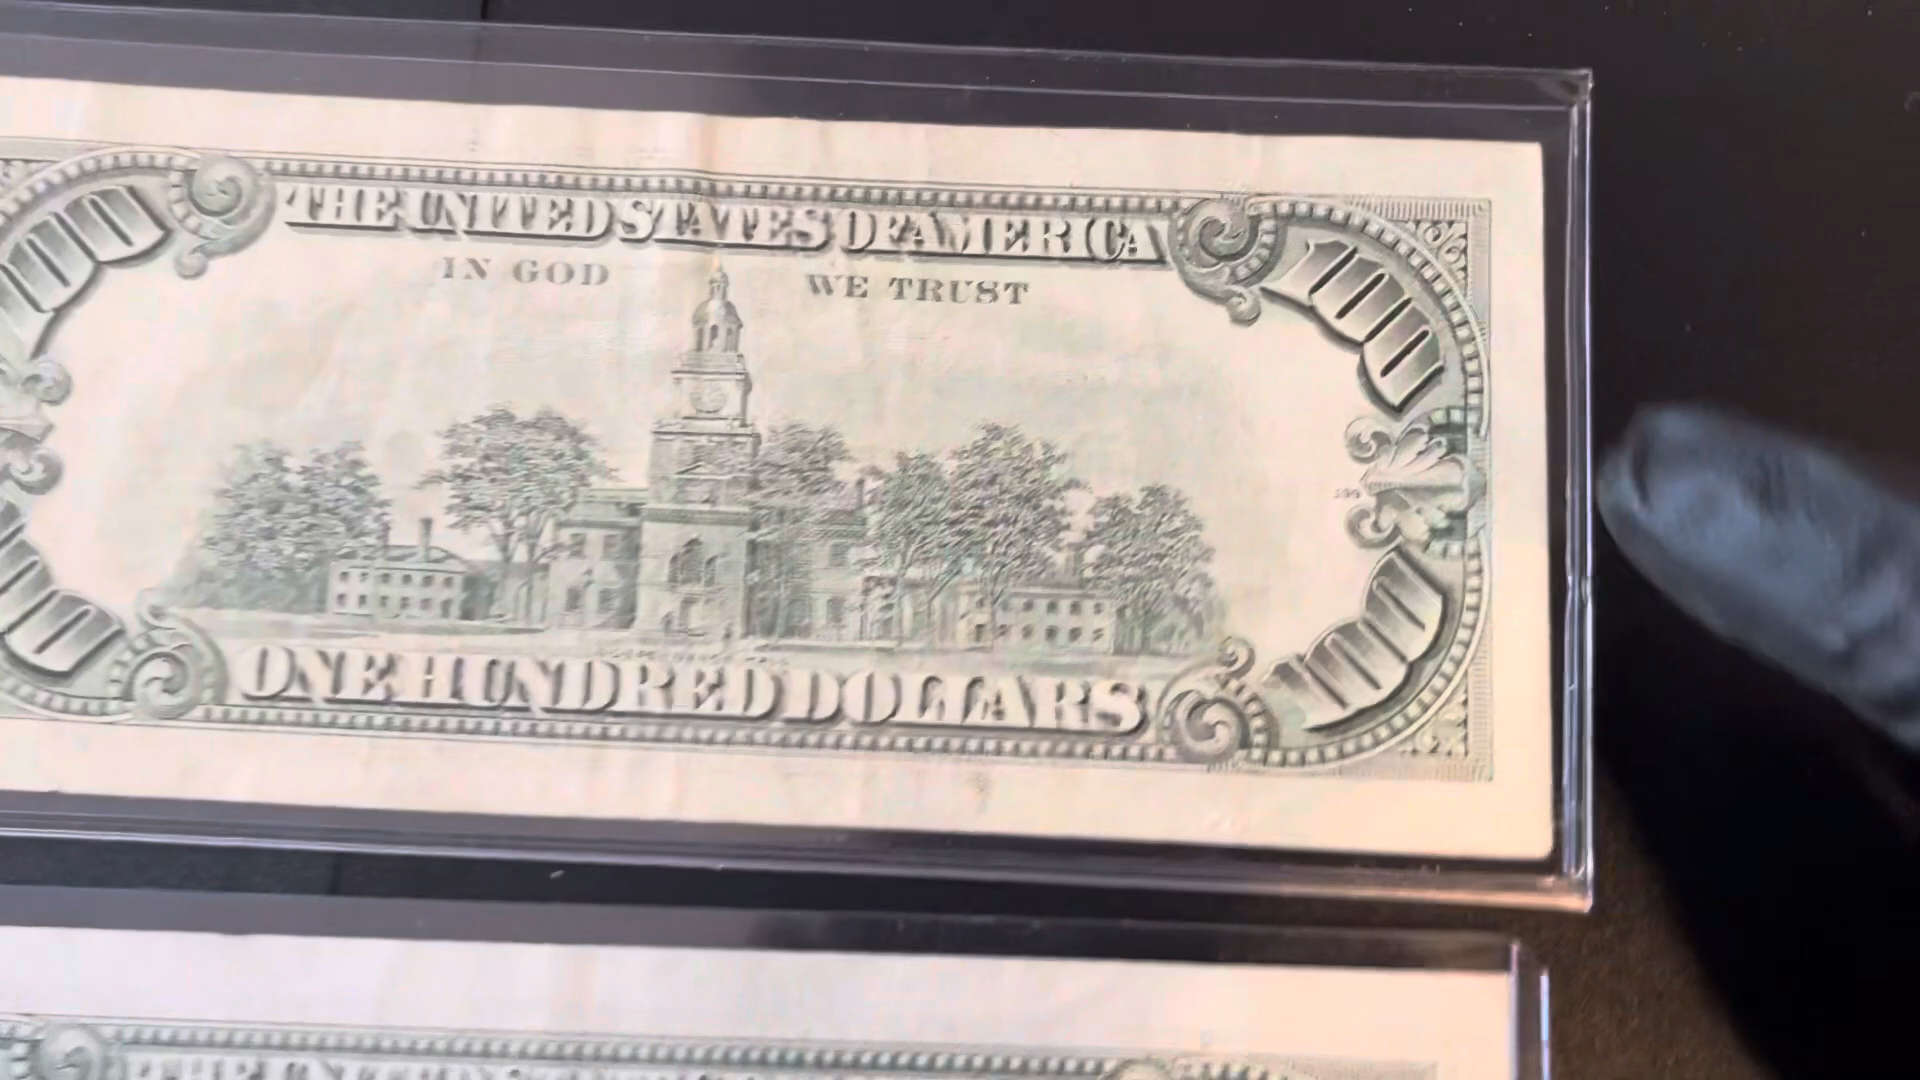 THE UNITED STATES OF AMERICA
IN GOD WE TRUST
100
100
100
100
ONE HUNDRED DOLLARS